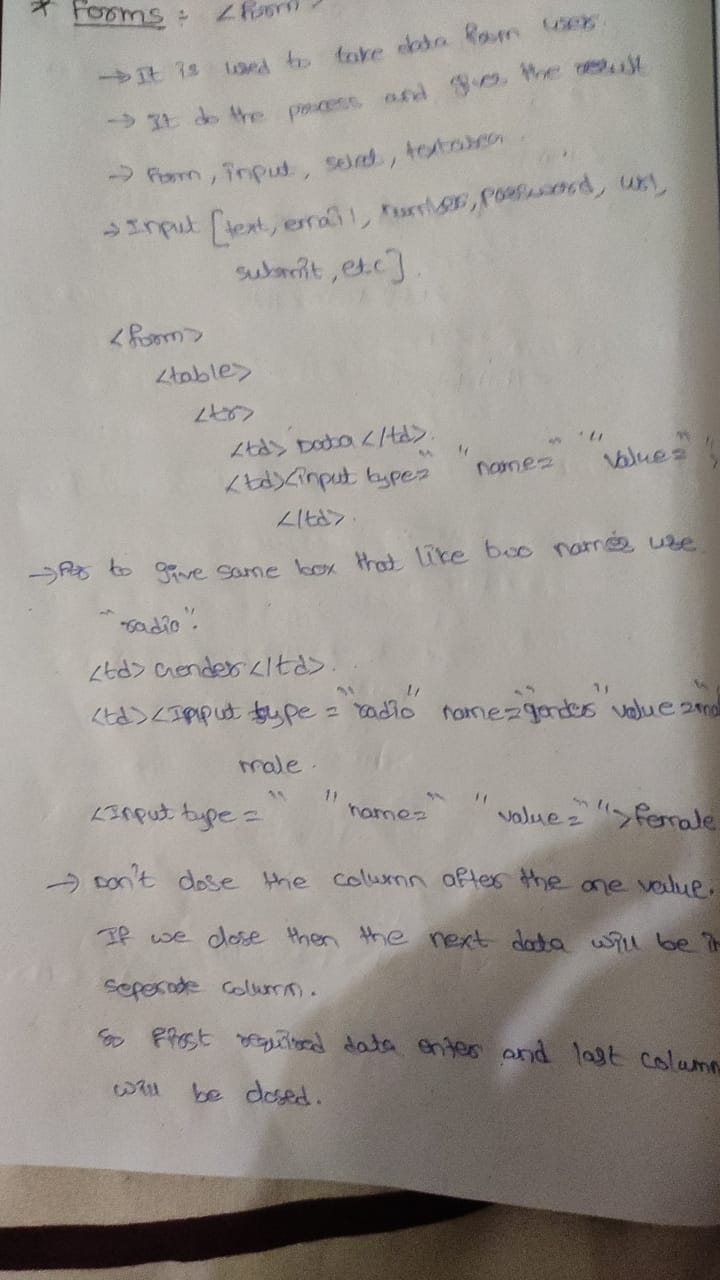 * Forms : <form>
→ It is used to take data from user.
→ It do the process and gives the result
→ Form, input, select, textarea.
→ Input [text, email, number, password, url,
submit, etc].
<form>
<table>
<tr>
<td> Data </td>.
<td><input type=" " name=" " value="
</td>.
→ For to give same box that like two names use
"radio".
<td> Gender </td>.
<td><Input type = "radio" name="gender" value =
male.
<Input type = " " name=" " value = " ">Female
→ Don't close the column after the one value.
If we close then the next data will be in
seperate column.
So First required data enter and last column
will be closed.